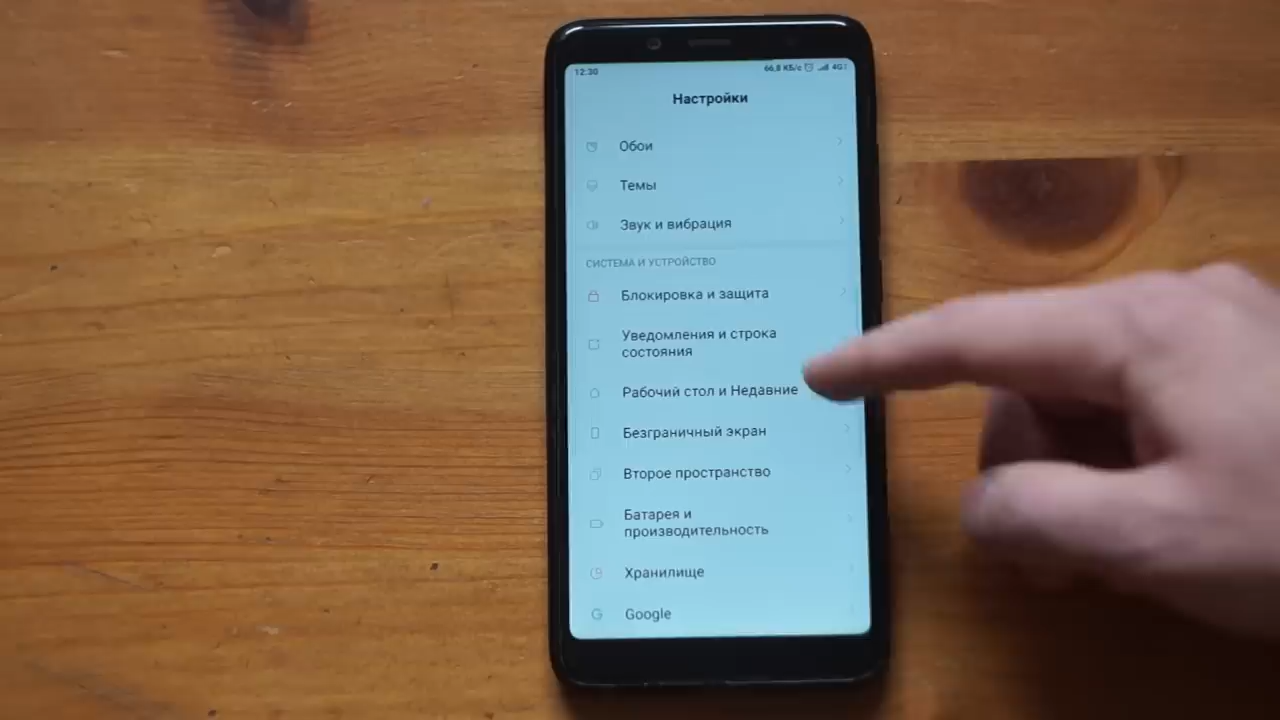 12:30
66,8 КБ/с 4G
Настройки
Обои
Темы
Звук и вибрация
СИСТЕМА И УСТРОЙСТВО
Блокировка и защита
Уведомления и строка
состояния
Рабочий стол и Недавние
Безграничный экран
Второе пространство
Батарея и
производительность
Хранилище
G Google